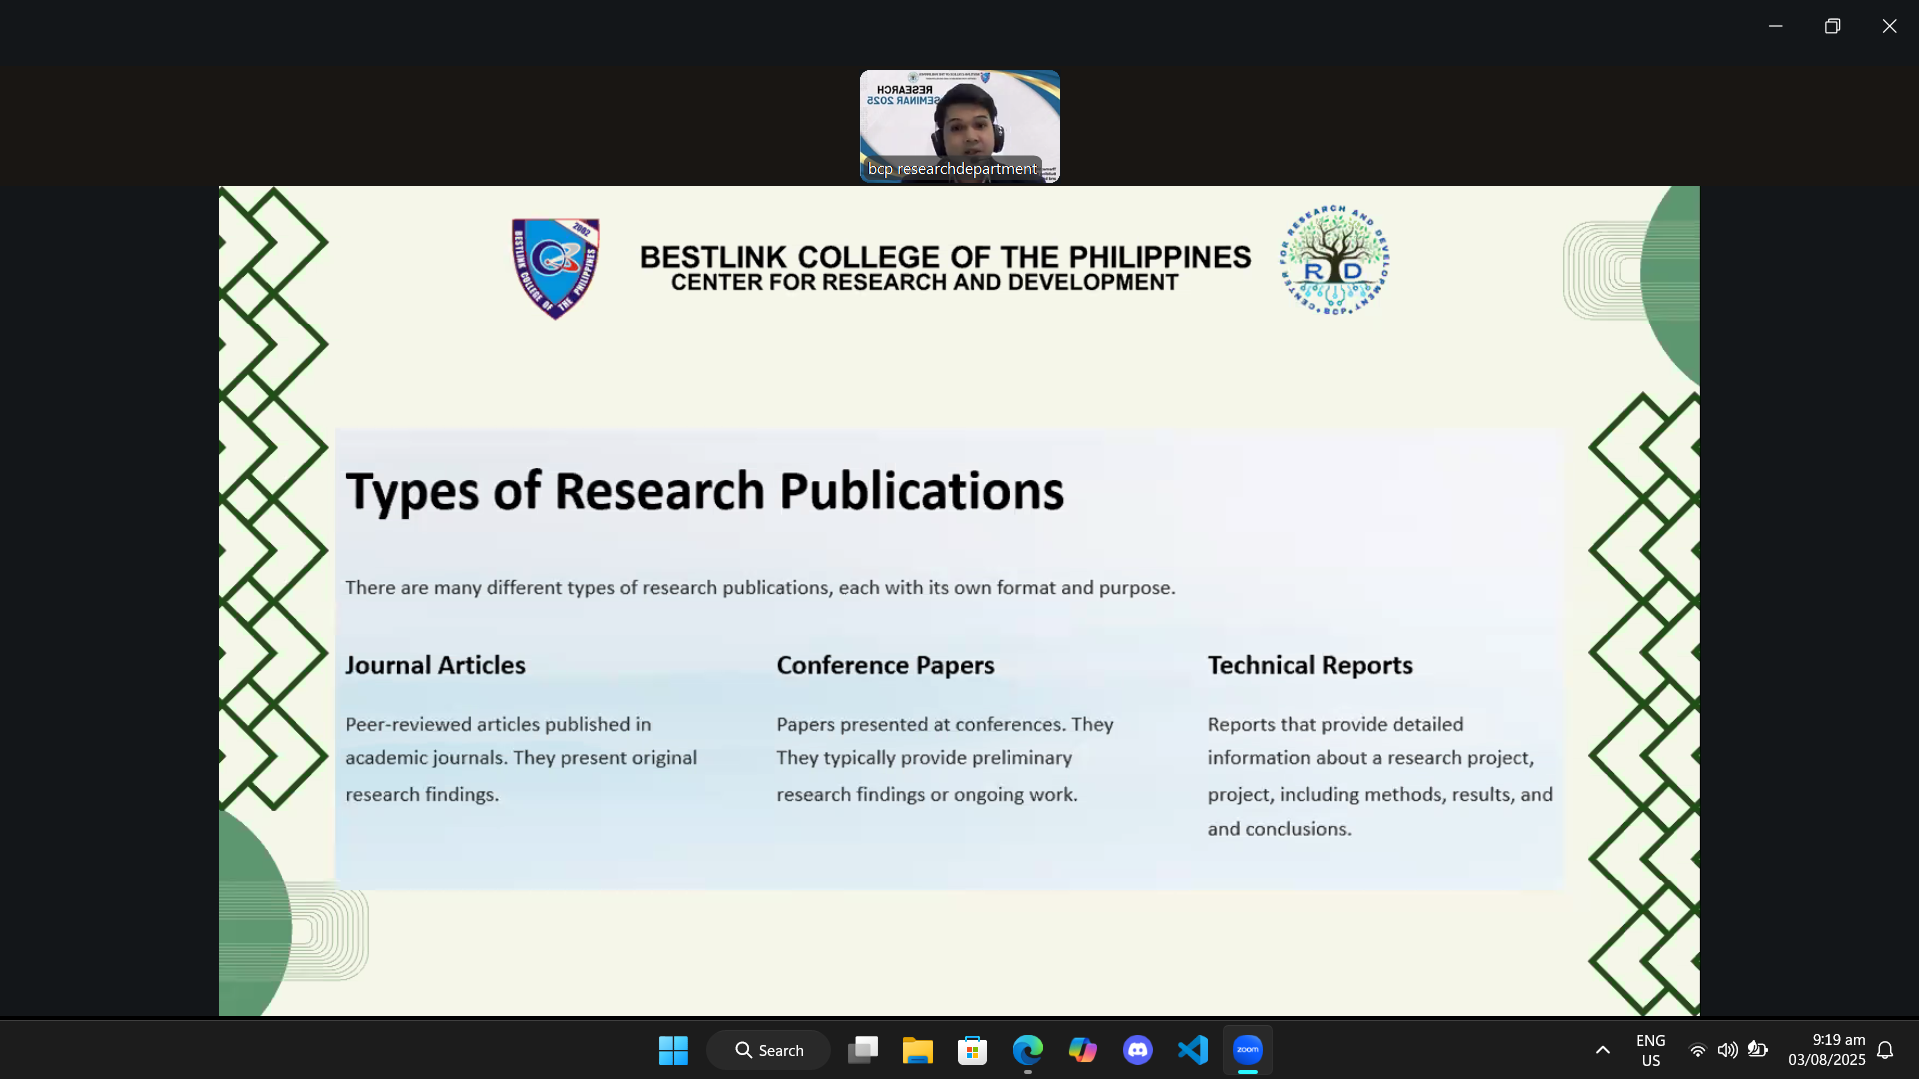 RESEARCH
SEMINAR 2025
bcp researchdepartment
2002
BESTLINK COLLEGE OF THE PHILIPPINES
BESTLINK COLLEGE OF THE PHILIPPINES
CENTER FOR RESEARCH AND DEVELOPMENT
CENTER FOR RESEARCH AND DEVELOPMENT
R D
BCP
Types of Research Publications
There are many different types of research publications, each with its own format and purpose.
Journal Articles
Peer-reviewed articles published in
academic journals. They present original
research findings.
Conference Papers
Papers presented at conferences. They
They typically provide preliminary
research findings or ongoing work.
Technical Reports
Reports that provide detailed
information about a research project,
project, including methods, results, and
and conclusions.
Search
zoom
ENG
US
9:19 am
03/08/2025